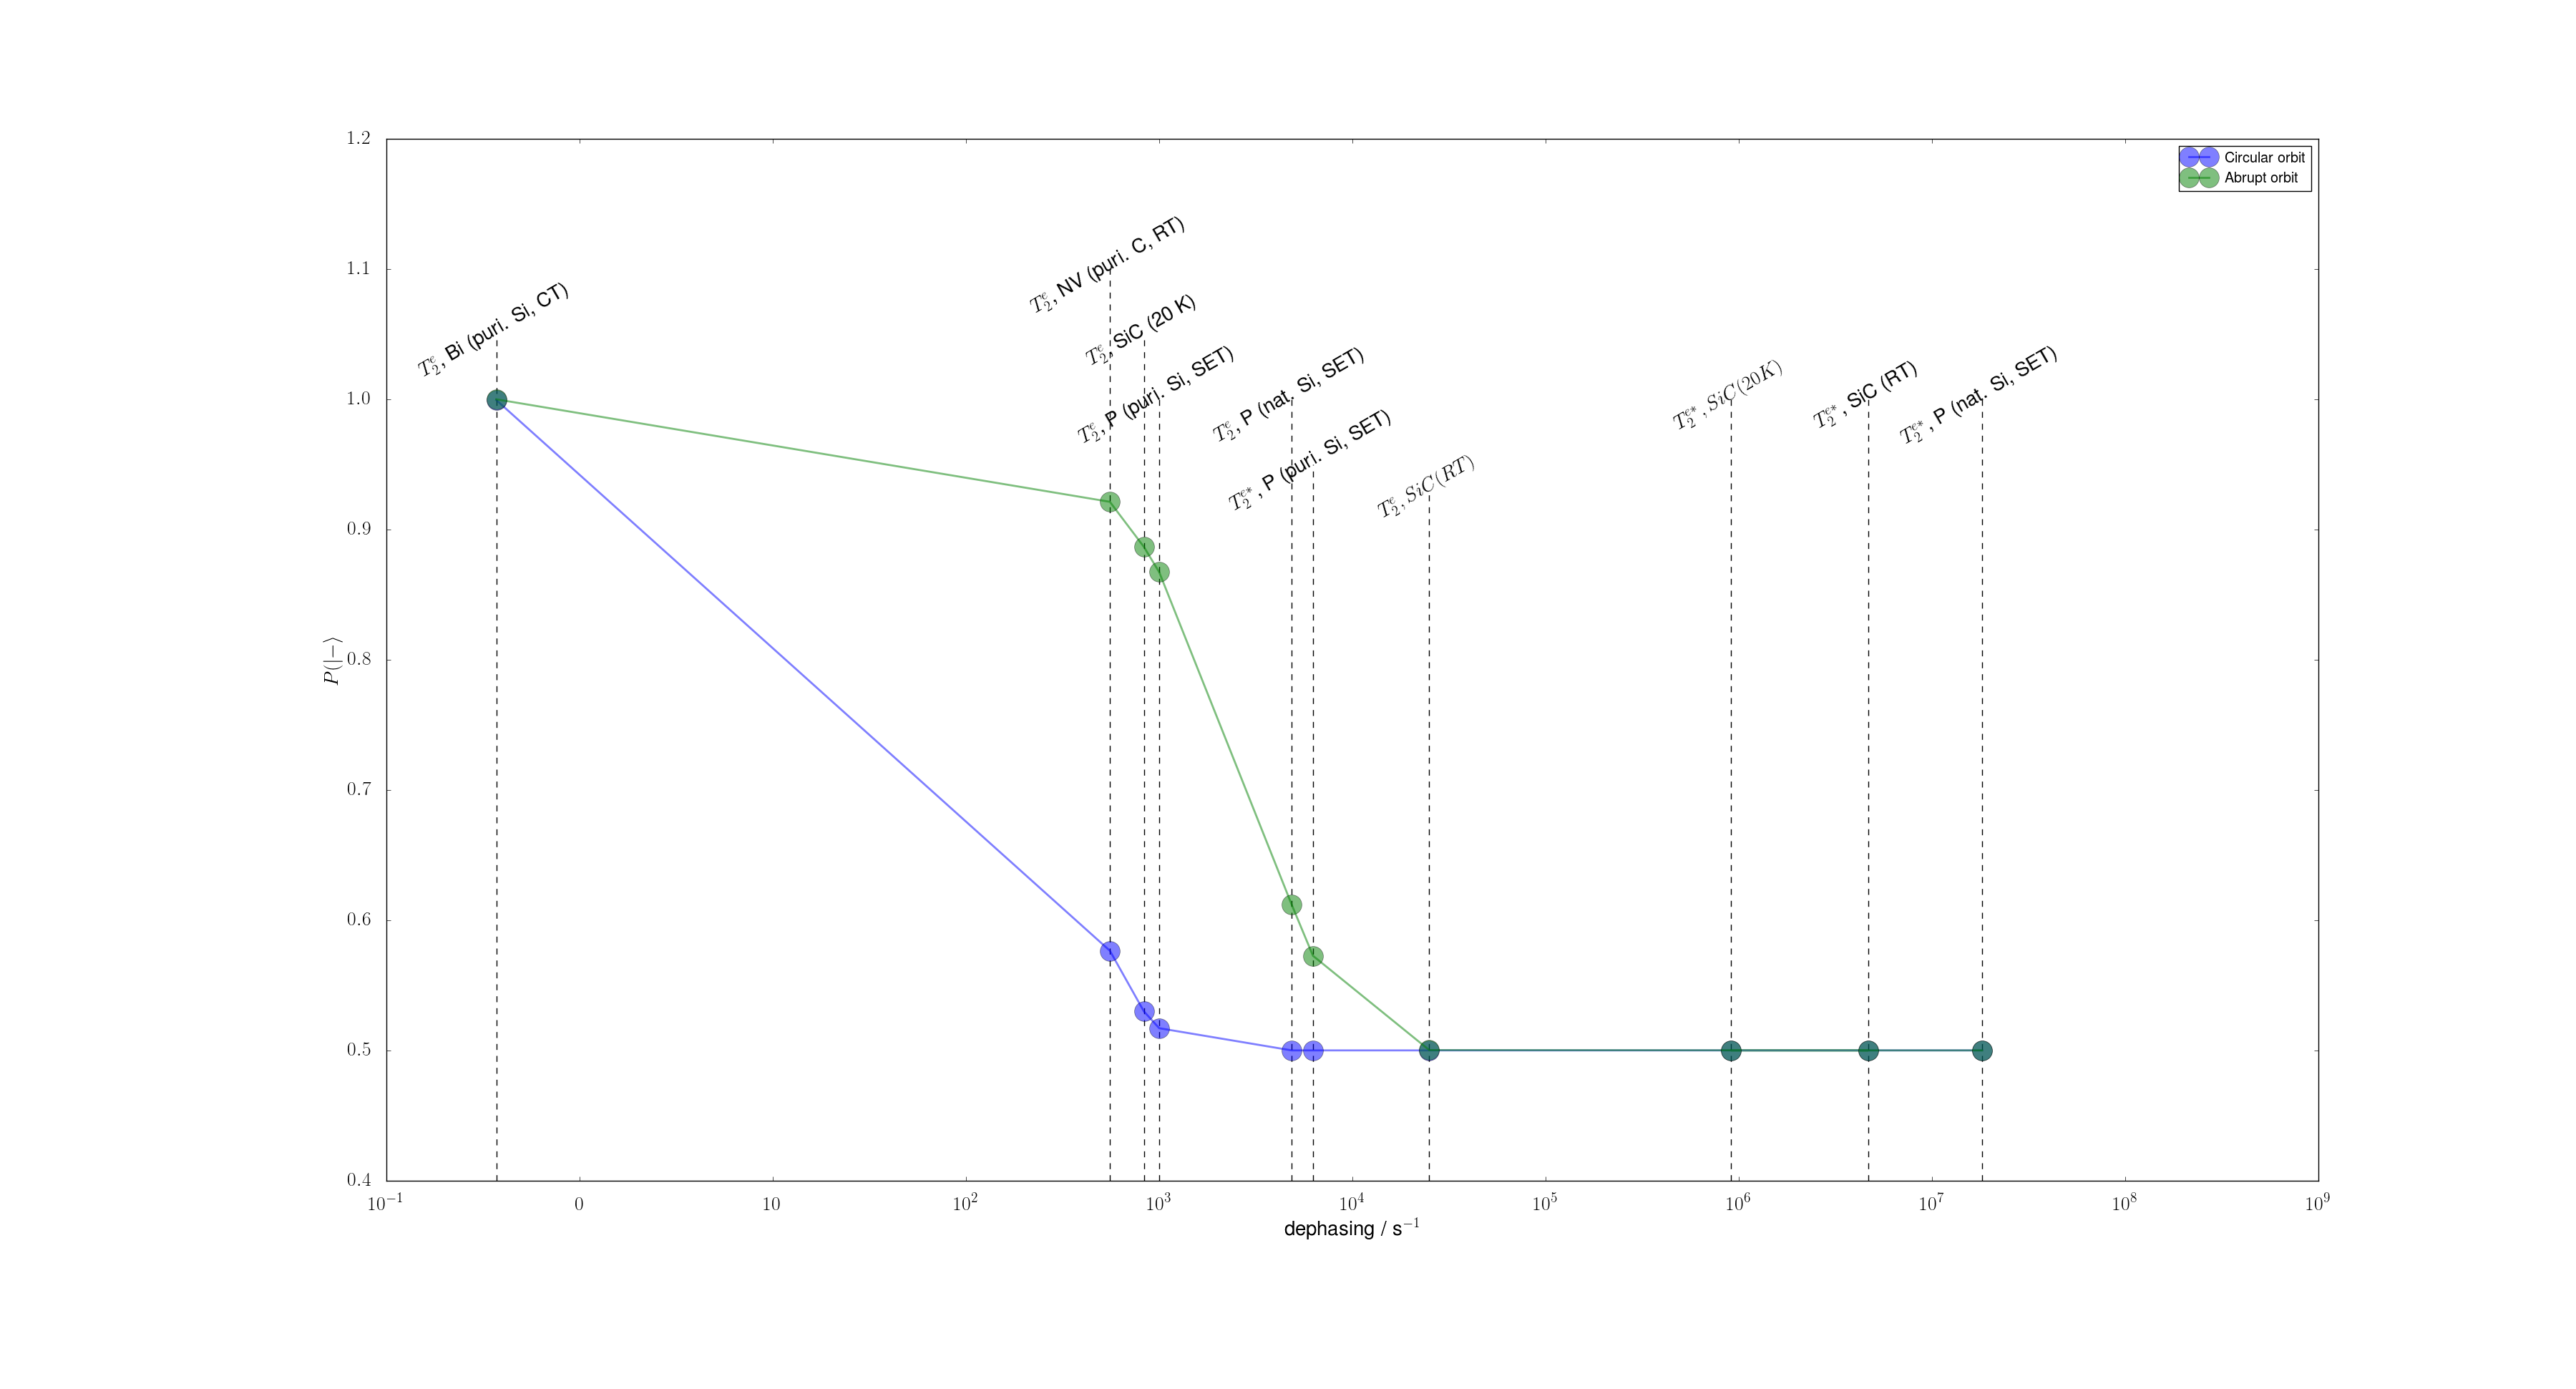 1.2
1.1
1.0
0.9
0.8
0.7
0.6
0.5
0.4
P(|−⟩
Circular orbit
Abrupt orbit
T₂ᵉ, Bi (puri. Si, CT)
T₂ᵉ, NV (puri. C, RT)
T₂ᵉ, SiC (20 K)
T₂ᵉ, P (puri. Si, SET)
T₂ᵉ, P (nat. Si, SET)
T₂ᵉ*, P (puri. Si, SET)
T₂ᵉ, SiC(RT)
T₂ᵉ*, SiC(20K)
T₂ᵉ*, SiC (RT)
T₂ᵉ*, P (nat. Si, SET)
10⁻¹ 0 10 10² 10³ 10⁴ 10⁵ 10⁶ 10⁷ 10⁸ 10⁹
dephasing / s⁻¹